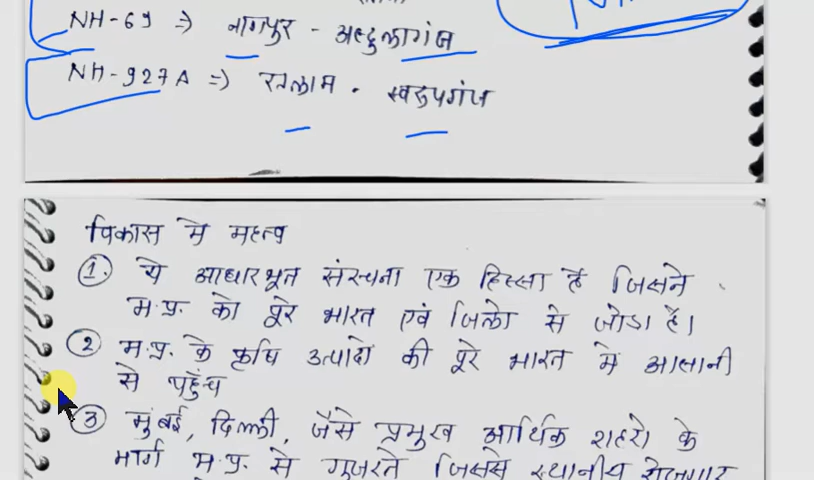 NH-69 => नागपुर - अब्दुलागंज
NH-927A => रतलाम - स्वरुपगंज
विकास मे महत्व
1. ये आधारभूत संरचना एक हिस्सा है जिसने
म.प्र. को पूरे भारत एवं जिलो से जोडा है।
2 म.प्र. के कृषि उत्पादो की पूरे भारत मे आसानी
से पहुंच
3 मुंबई, दिल्ली, जैसे प्रमुख आर्थिक शहरो के
मार्ग म.प्र. से गुजरते जिससे स्थानीय रोजगार